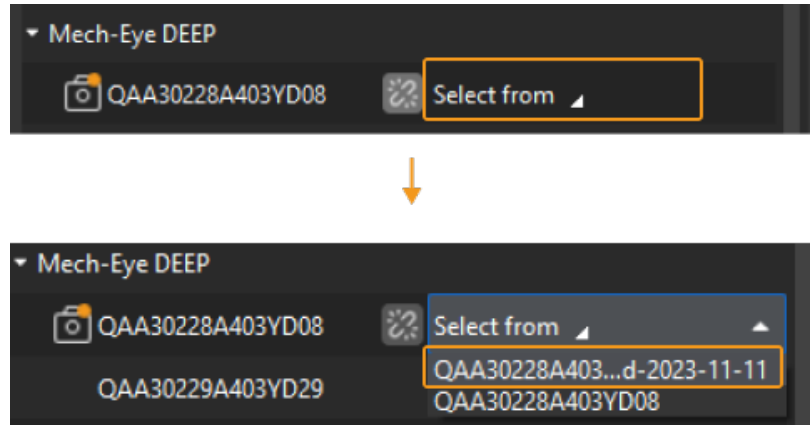 Mech-Eye DEEP
QAA30228A403YD08 Select from
Mech-Eye DEEP
QAA30228A403YD08 Select from
QAA30228A403...d-2023-11-11
QAA30229A403YD29
QAA30228A403YD08